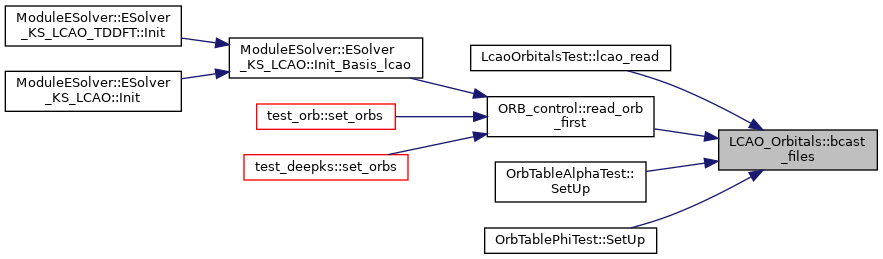 ModuleESolver::ESolver
_KS_LCAO_TDDFT::Init
ModuleESolver::ESolver
_KS_LCAO::Init
ModuleESolver::ESolver
_KS_LCAO::Init_Basis_lcao
test_orb::set_orbs
test_deepks::set_orbs
LcaoOrbitalsTest::lcao_read
ORB_control::read_orb
_first
OrbTableAlphaTest::
SetUp
OrbTablePhiTest::SetUp
LCAO_Orbitals::bcast
_files